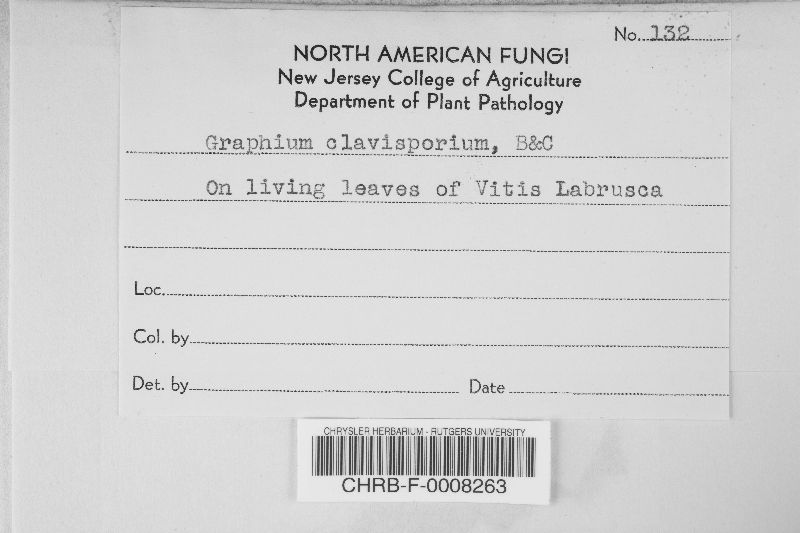 No. 132
NORTH AMERICAN FUNGI
New Jersey College of Agriculture
Department of Plant Pathology
Graphium clavisporium, B&C
On living leaves of Vitis Labrusca
Loc.
Col. by
Det. by Date
CHRYSLER HERBARIUM - RUTGERS UNIVERSITY
CHRB-F-0008263